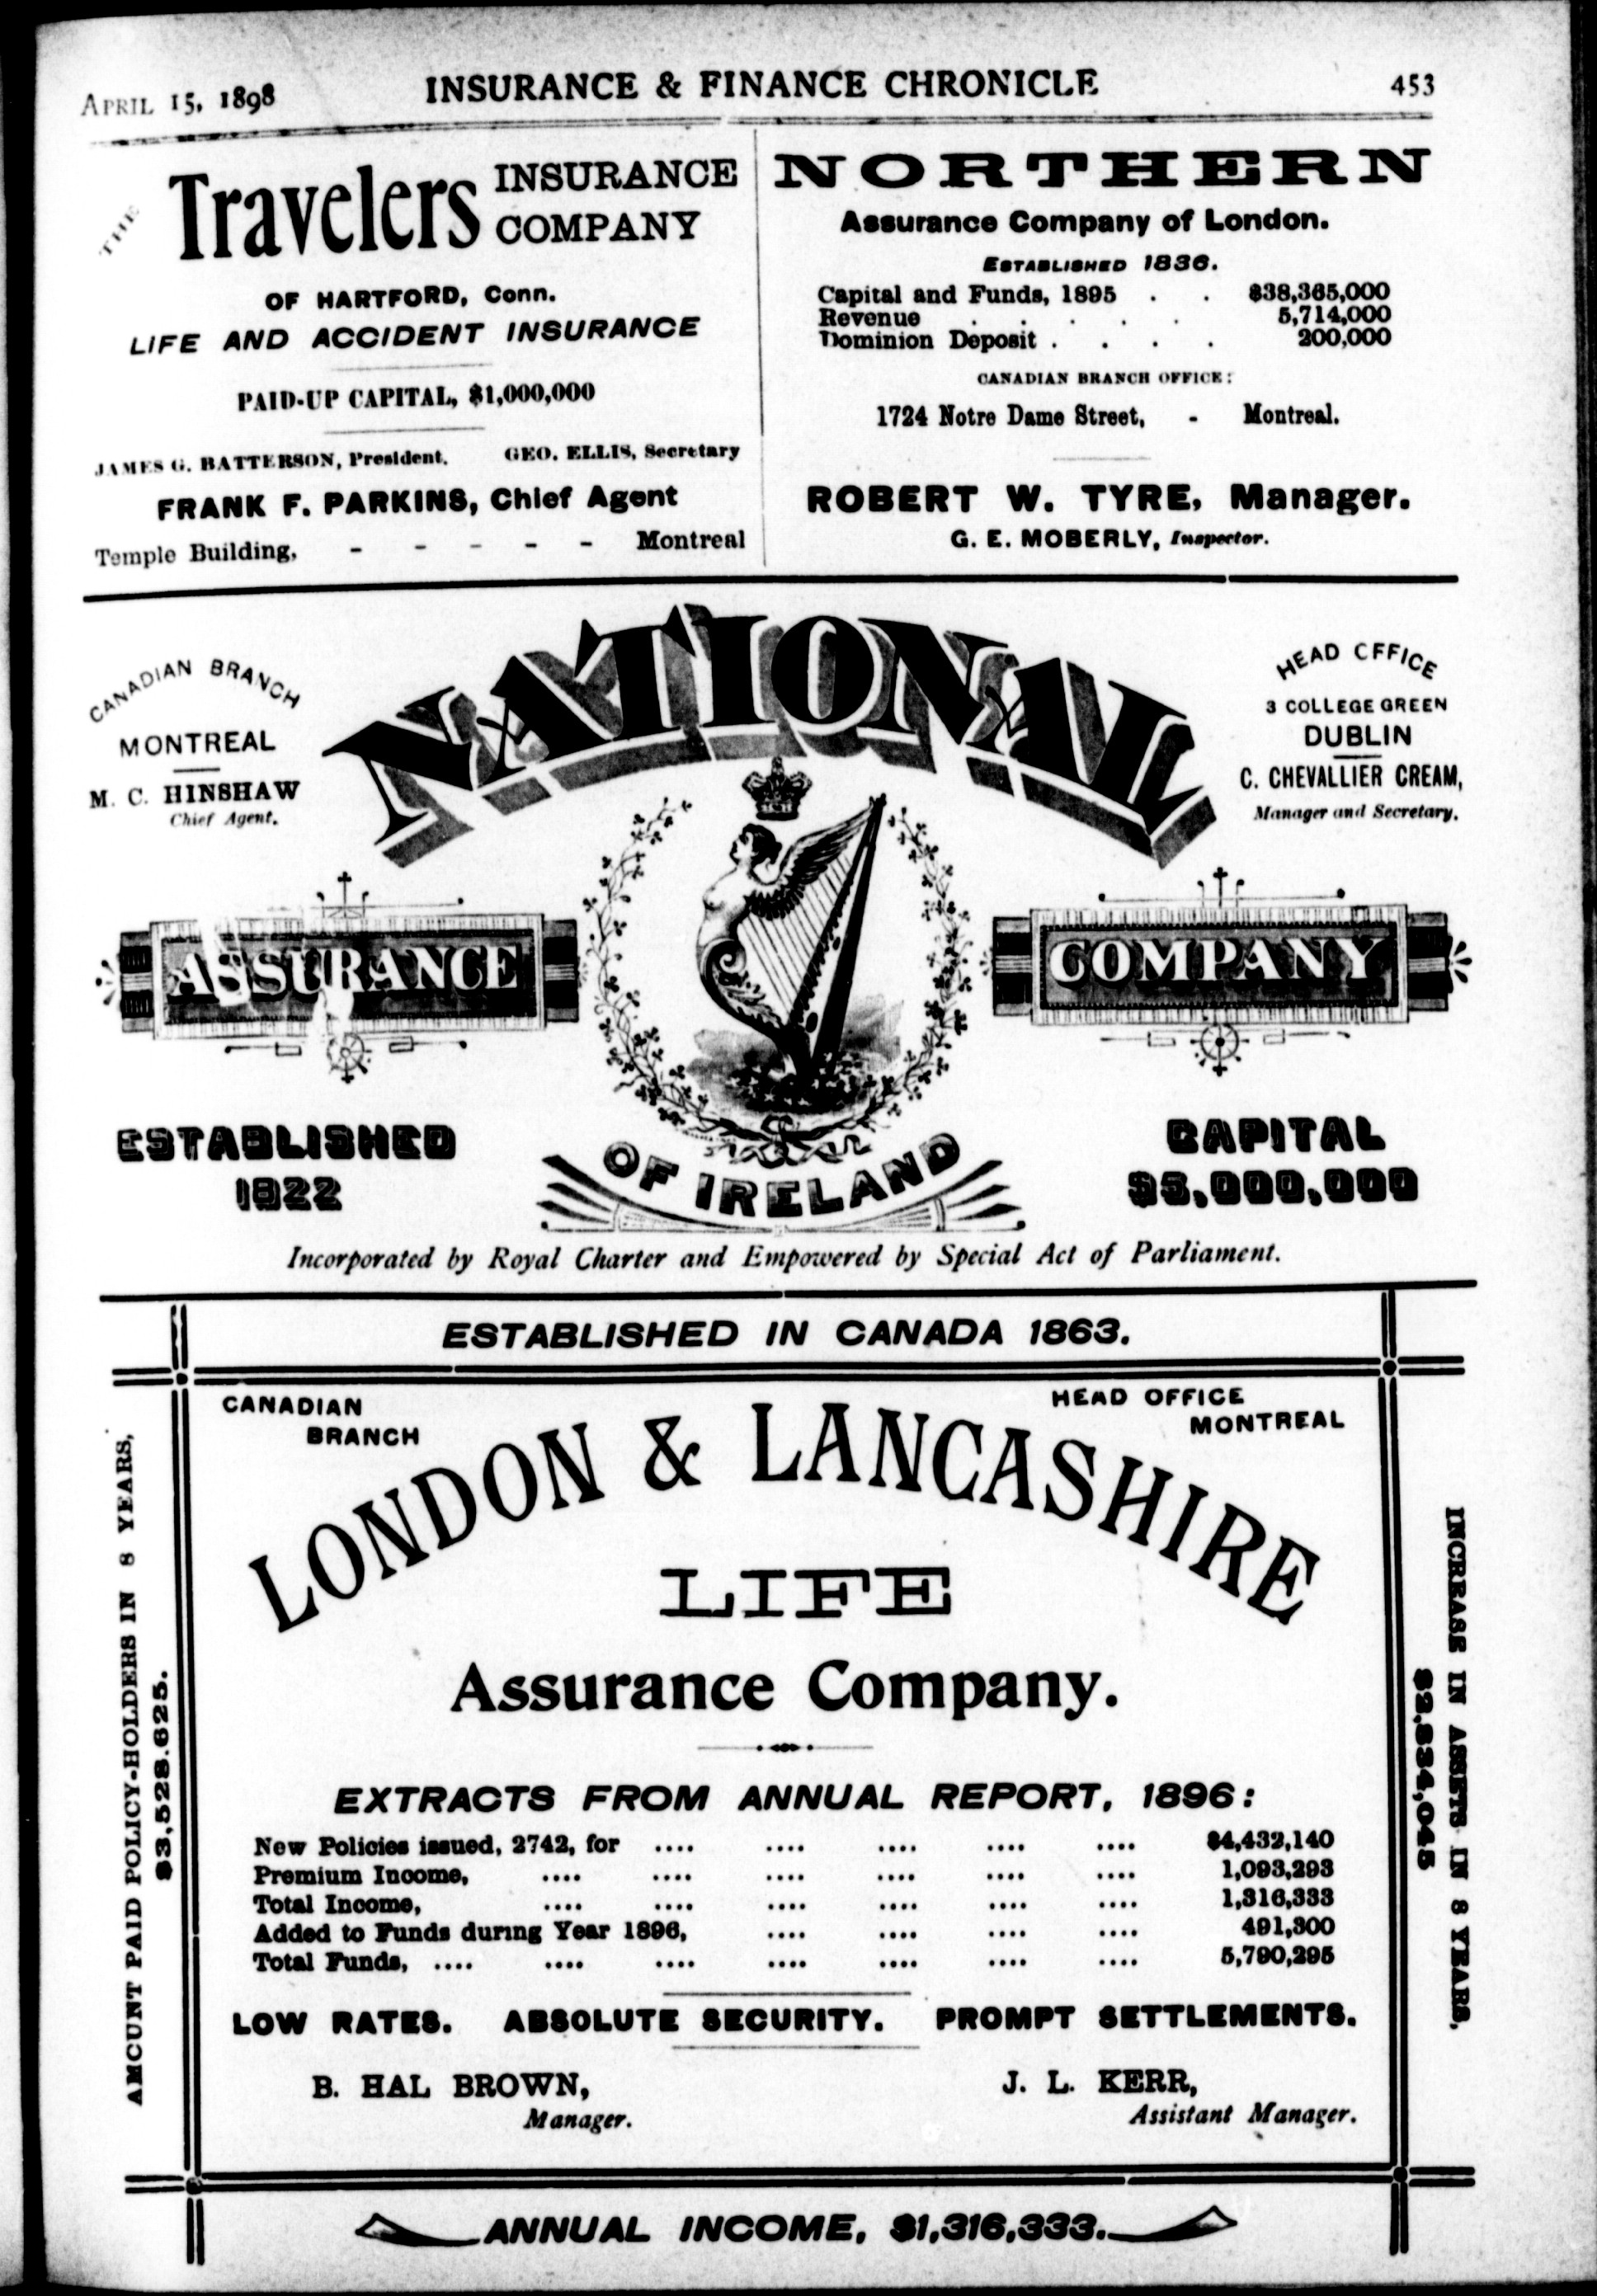 APRIL 15, 1898
INSURANCE & FINANCE CHRONICLE
453
THE
Travelers
INSURANCE
COMPANY
OF HARTFORD, Conn.
LIFE AND ACCIDENT INSURANCE
PAID-UP CAPITAL, $1,000,000
JAMES G. BATTERSON, President. GEO. ELLIS, Secretary
FRANK F. PARKINS, Chief Agent
Temple Building, - - - - - Montreal
NORTHERN
Assurance Company of London.
ESTABLISHED 1836.
Capital and Funds, 1895 . . $38,365,000
Revenue . . . . . 5,714,000
Dominion Deposit . . . . 200,000
CANADIAN BRANCH OFFICE:
1724 Notre Dame Street, - Montreal.
ROBERT W. TYRE, Manager.
G. E. MOBERLY, Inspector.
CANADIAN BRANCH
MONTREAL
M. C. HINSHAW
Chief Agent.
NATIONAL
HEAD OFFICE
3 COLLEGE GREEN
DUBLIN
C. CHEVALLIER CREAM,
Manager and Secretary.
ASSURANCE
COMPANY
ESTABLISHED
1822
OF IRELAND
CAPITAL
$5,000,000
Incorporated by Royal Charter and Empowered by Special Act of Parliament.
ESTABLISHED IN CANADA 1863.
CANADIAN
BRANCH
HEAD OFFICE
MONTREAL
LONDON & LANCASHIRE
LIFE
Assurance Company.
EXTRACTS FROM ANNUAL REPORT, 1896:
New Policies issued, 2742, for .... .... .... .... .... $4,432,140
Premium Income, .... .... .... .... .... .... 1,093,293
Total Income, .... .... .... .... .... .... 1,316,333
Added to Funds during Year 1896, .... .... .... .... 491,300
Total Funds, .... .... .... .... .... .... .... 5,790,295
LOW RATES. ABSOLUTE SECURITY. PROMPT SETTLEMENTS.
B. HAL BROWN,
Manager.
J. L. KERR,
Assistant Manager.
AMOUNT PAID POLICY-HOLDERS IN 8 YEARS,
$3,528.625.
INCREASE IN ASSETS IN 8 YEARS,
$2,834,045
ANNUAL INCOME, $1,316,333.